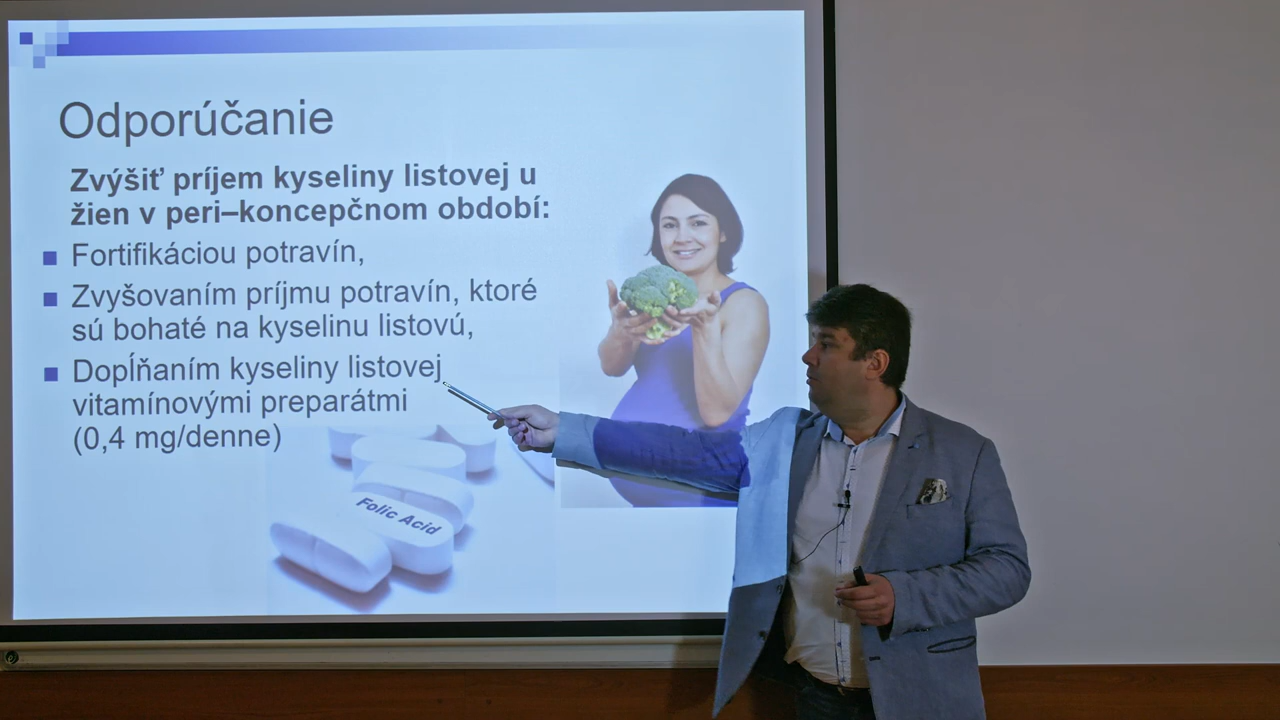 Odporúčanie
Zvýšiť príjem kyseliny listovej u
žien v peri–koncepčnom období:
Fortifikáciou potravín,
Zvyšovaním príjmu potravín, ktoré
sú bohaté na kyselinu listovú,
Dopĺňaním kyseliny listovej
vitamínovými preparátmi
(0,4 mg/denne)
Folic Acid